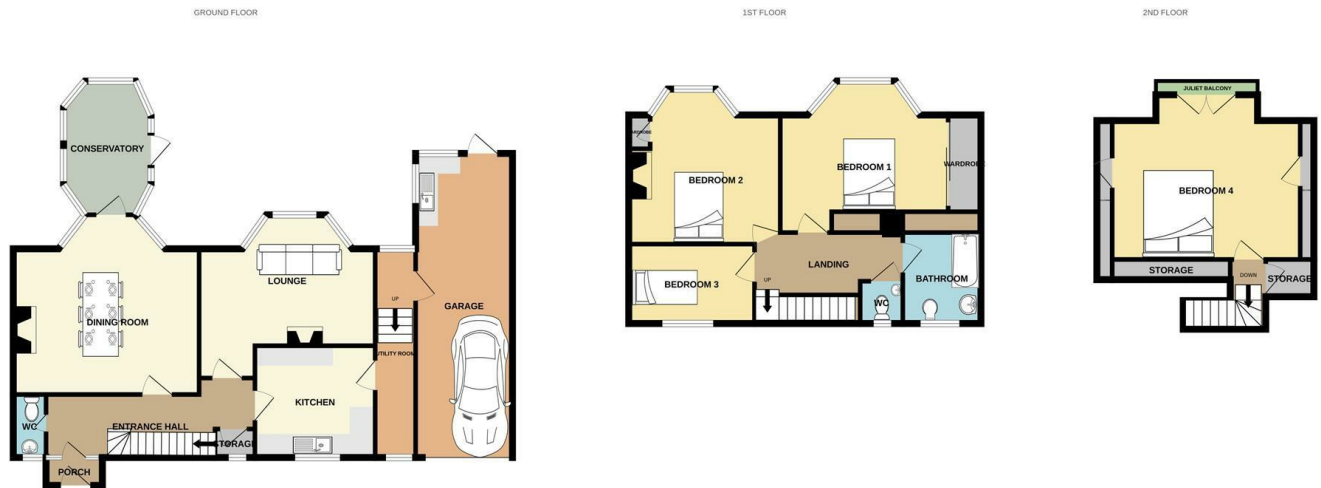 GROUND FLOOR
1ST FLOOR
2ND FLOOR
CONSERVATORY
DINING ROOM
LOUNGE
UP
GARAGE
UTILITY ROOM
KITCHEN
WC
ENTRANCE HALL
STORAGE
PORCH
WARDROBE
BEDROOM 2
BEDROOM 1
WARDROBE
BEDROOM 3
UP
LANDING
WC
BATHROOM
JULIET BALCONY
BEDROOM 4
STORAGE
DOWN
STORAGE